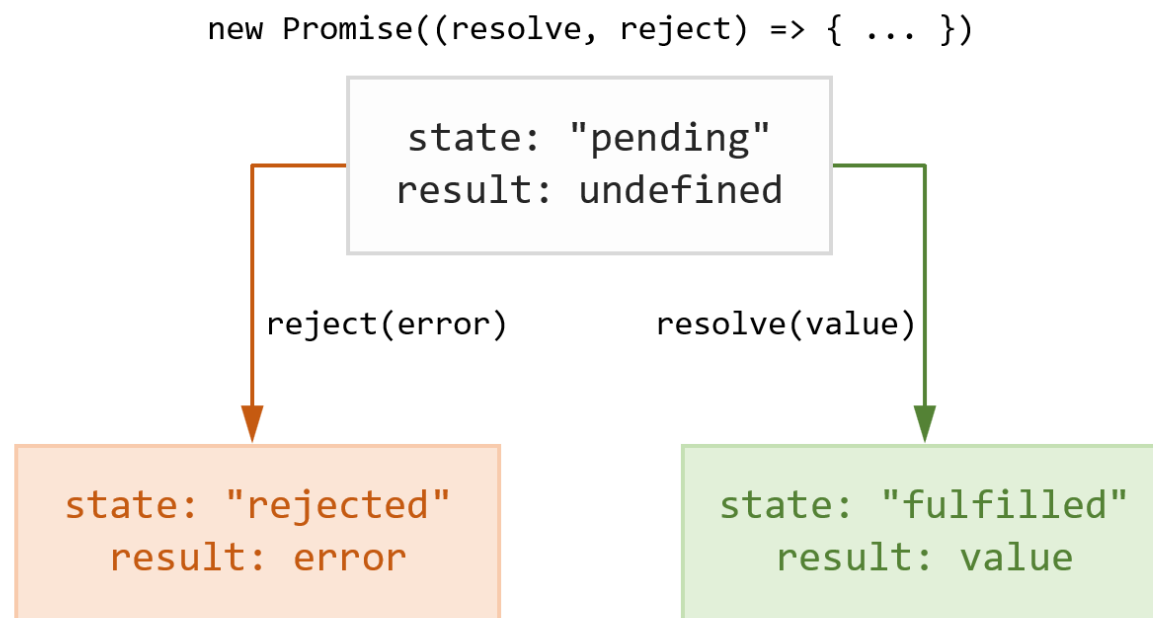 new Promise((resolve, reject) => { ... })
state: "pending"
result: undefined
reject(error)
resolve(value)
state: "rejected"
result: error
state: "fulfilled"
result: value